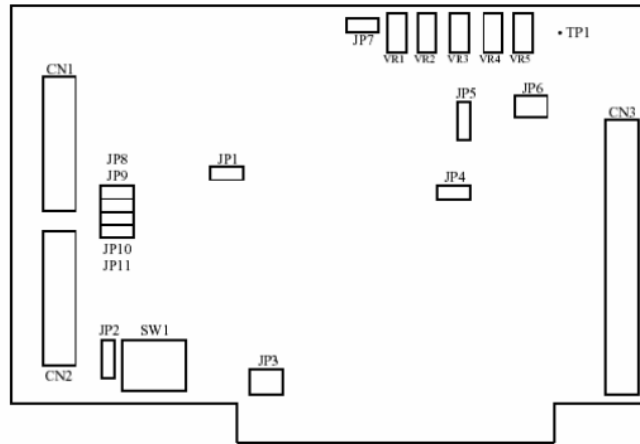 JP7
VR1 VR2 VR3 VR4 VR5
TP1
CN1
JP5
JP6
CN3
JP8
JP9
JP1
JP4
JP10
JP11
JP2
SW1
JP3
CN2